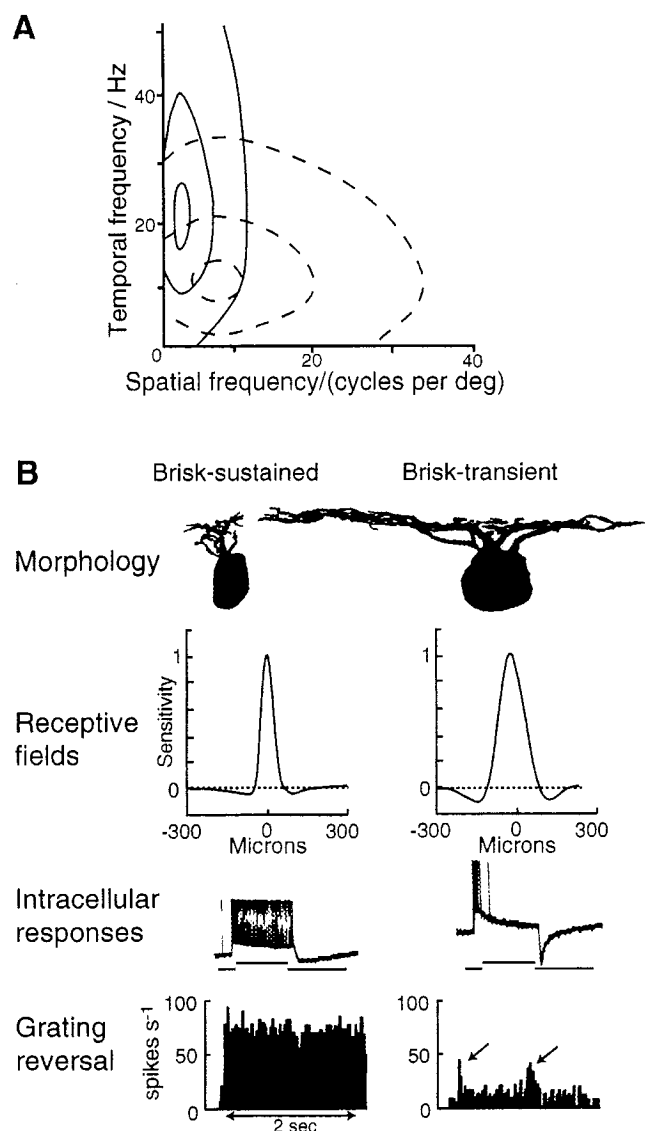 A
Temporal frequency / Hz
40
20
0
20
40
Spatial frequency/(cycles per deg)
B
Brisk-sustained
Brisk-transient
Morphology
Receptive
fields
Sensitivity
1
0
-300
0
300
Microns
1
0
-300
0
300
Microns
Intracellular
responses
Grating
reversal
spikes s⁻¹
100
50
0
2 sec
100
50
0